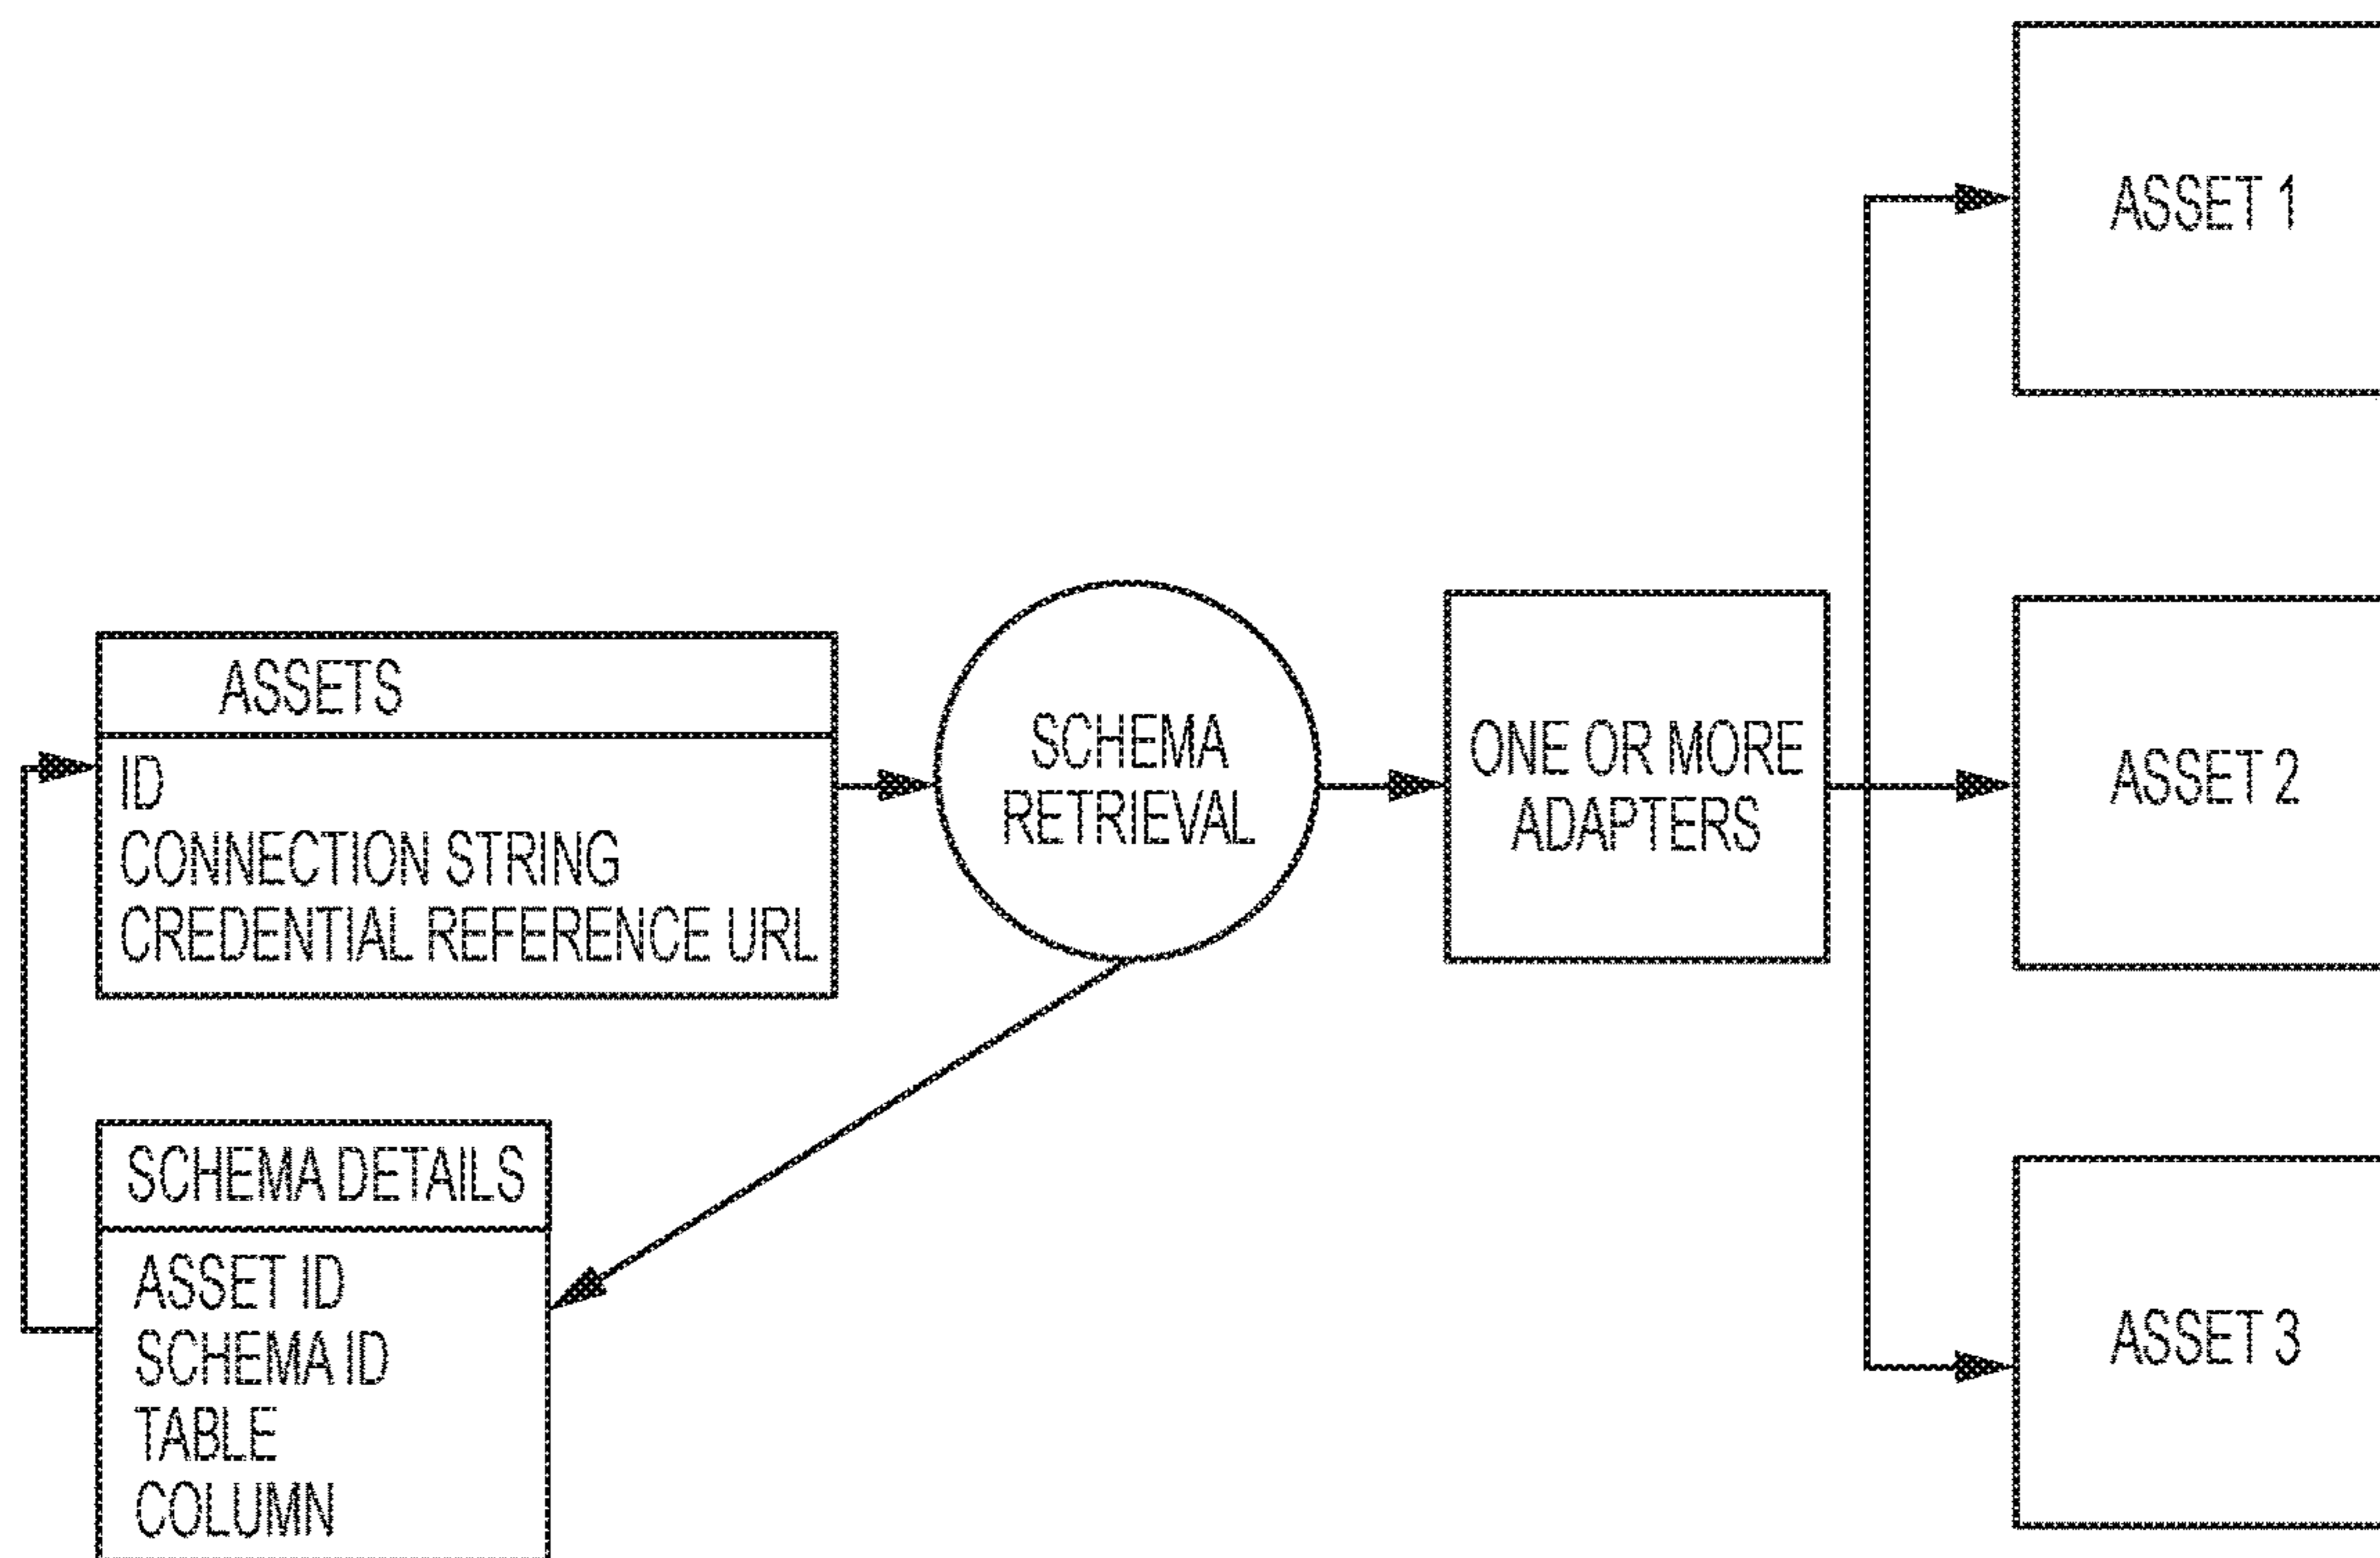 ASSETS
ID
CONNECTION STRING
CREDENTIAL REFERENCE URL
SCHEMA DETAILS
ASSET ID
SCHEMA ID
TABLE
COLUMN
SCHEMA
RETRIEVAL
ONE OR MORE
ADAPTERS
ASSET 1
ASSET 2
ASSET 3